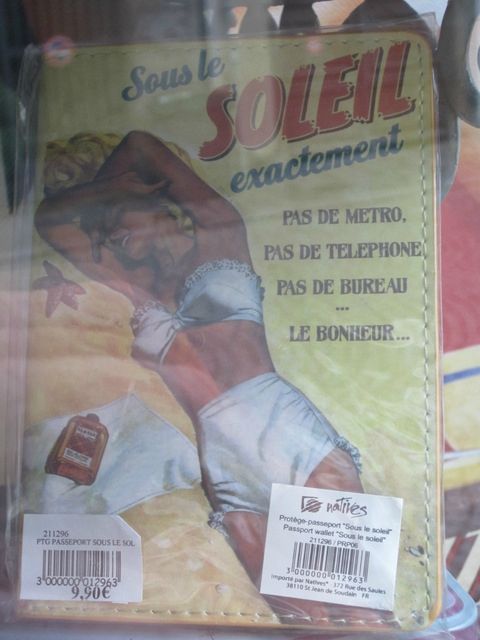 Sous le
SOLEIL
exactement
PAS DE METRO,
PAS DE TELEPHONE
PAS DE BUREAU
...
LE BONHEUR...
natives
Protège-passeport "Sous le soleil"
Passport wallet "Sous le soleil"
211296 / PRP06
3 000000 012963
Importé par Natives® 372 Rue des Saules
38110 St Jean de Soudain FR
211296
PTG PASSEPORT SOUS LE SOL
3 000000 012963
9,90€